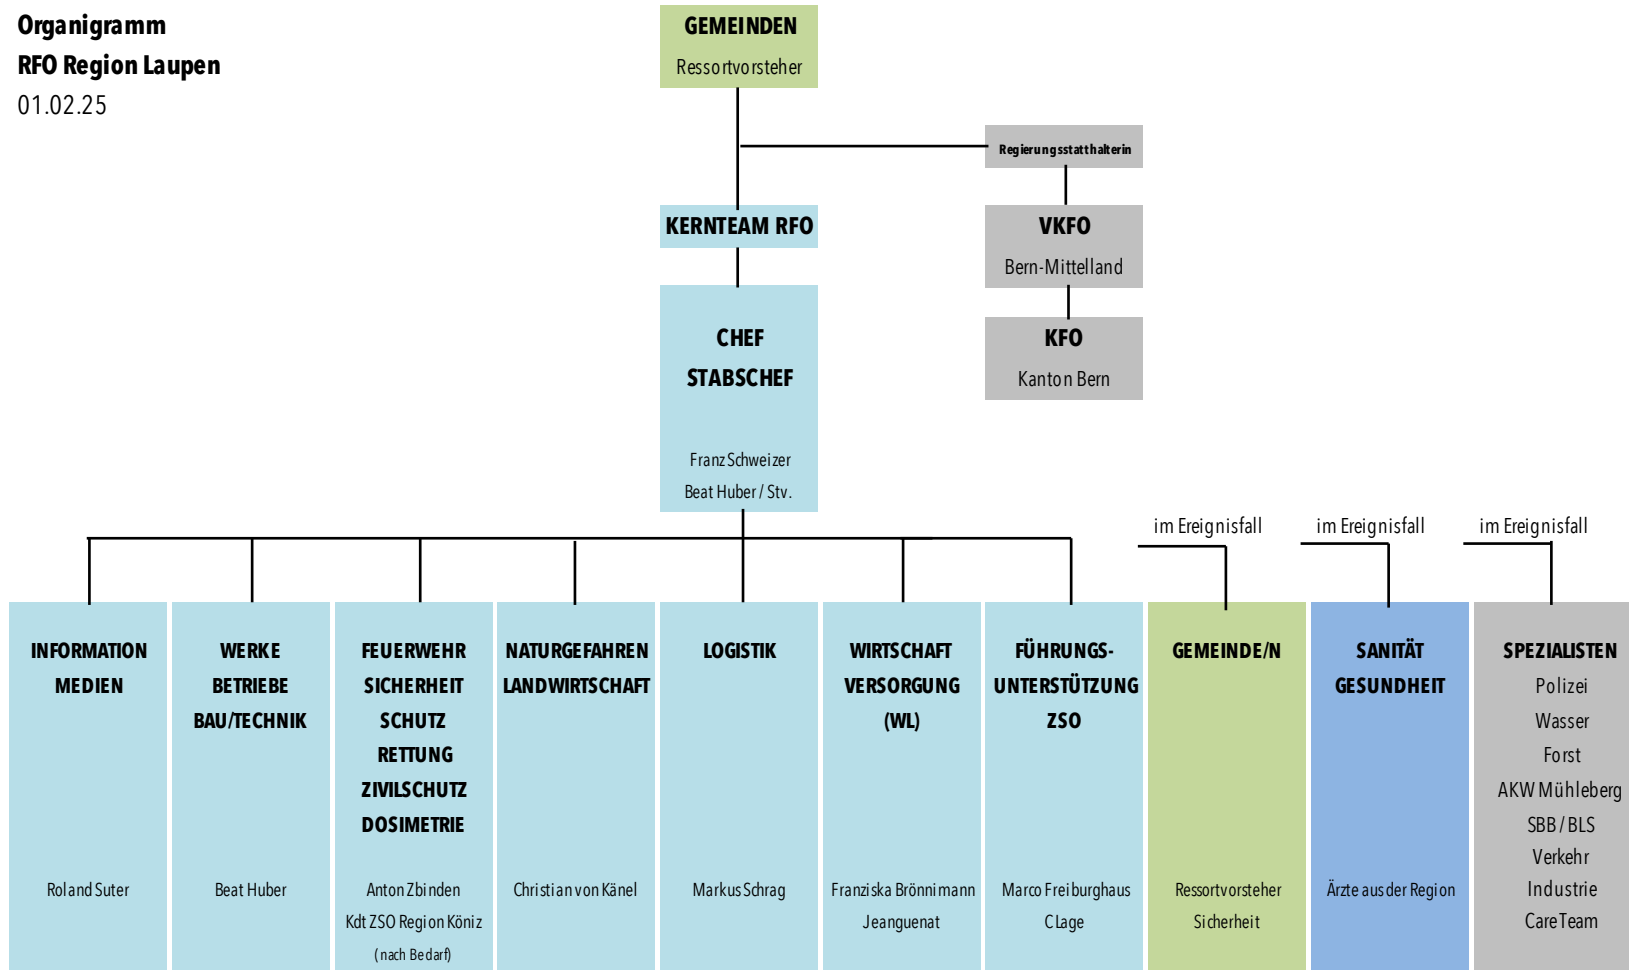 Organigramm
RFO Region Laupen
01.02.25
GEMEINDEN
Ressortvorsteher
Regierungsstatthalterin
KERNTEAM RFO
VKFO
Bern-Mittelland
CHEF
STABSCHEF
Franz Schweizer
Beat Huber / Stv.
KFO
Kanton Bern
im Ereignisfall
im Ereignisfall
im Ereignisfall
INFORMATION
MEDIEN
Roland Suter
WERKE
BETRIEBE
BAU/TECHNIK
Beat Huber
FEUERWEHR
SICHERHEIT
SCHUTZ
RETTUNG
ZIVILSCHUTZ
DOSIMETRIE
Anton Zbinden
Kdt ZSO Region Köniz
(nach Bedarf)
NATURGEFAHREN
LANDWIRTSCHAFT
Christian von Känel
LOGISTIK
Markus Schrag
WIRTSCHAFT
VERSORGUNG
(WL)
Franziska Brönnimann
Jeanguenat
FÜHRUNGS-
UNTERSTÜTZUNG
ZSO
Marco Freiburghaus
C Lage
GEMEINDE/N
Ressortvorsteher
Sicherheit
SANITÄT
GESUNDHEIT
Ärzte aus der Region
SPEZIALISTEN
Polizei
Wasser
Forst
AKW Mühleberg
SBB / BLS
Verkehr
Industrie
Care Team